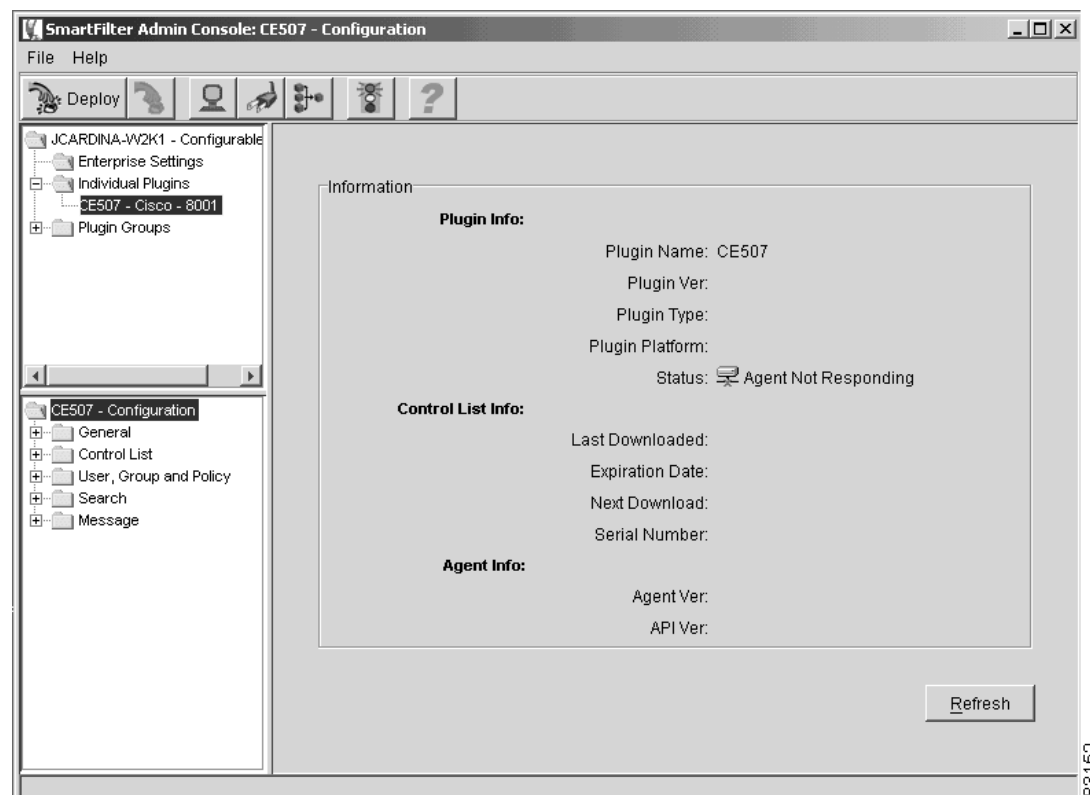 SmartFilter Admin Console: CE507 - Configuration
File Help
Deploy
JCARDINA-W2K1 - Configurable
Enterprise Settings
Individual Plugins
CE507 - Cisco - 8001
Plugin Groups
CE507 - Configuration
General
Control List
User, Group and Policy
Search
Message
Information
Plugin Info:
Plugin Name: CE507
Plugin Ver:
Plugin Type:
Plugin Platform:
Status: Agent Not Responding
Control List Info:
Last Downloaded:
Expiration Date:
Next Download:
Serial Number:
Agent Info:
Agent Ver:
API Ver:
Refresh